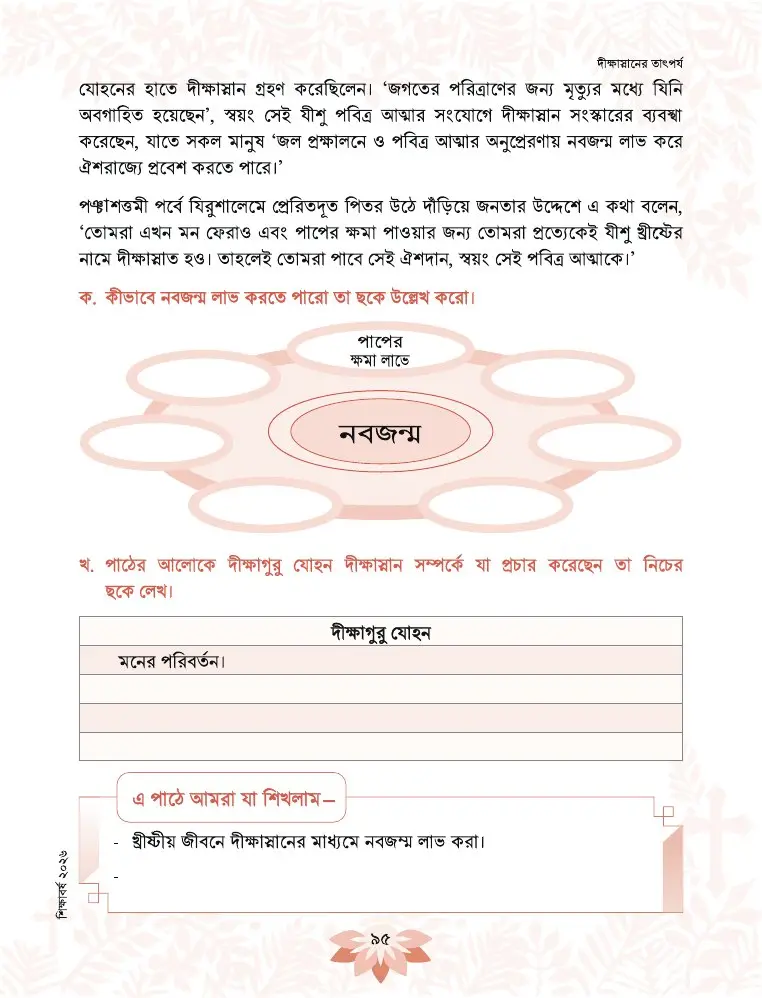 দীক্ষাস্নানের তাৎপর্য
যোহনের হাতে দীক্ষাস্নান গ্রহণ করেছিলেন। ‘জগতের পরিত্রাণের জন্য মৃত্যুর মধ্যে যিনি
অবগাহিত হয়েছেন’, স্বয়ং সেই যীশু পবিত্র আত্মার সংযোগে দীক্ষাস্নান সংস্কারের ব্যবস্থা
করেছেন, যাতে সকল মানুষ ‘জল প্রক্ষালনে ও পবিত্র আত্মার অনুপ্রেরণায় নবজন্ম লাভ করে
ঐশরাজ্যে প্রবেশ করতে পারে।’
পঞ্চাশত্তমী পর্বে যিরুশালেমে প্রেরিতদূত পিতর উঠে দাঁড়িয়ে জনতার উদ্দেশে এ কথা বলেন,
‘তোমরা এখন মন ফেরাও এবং পাপের ক্ষমা পাওয়ার জন্য তোমরা প্রত্যেকেই যীশু খ্রীষ্টের
নামে দীক্ষাস্নাত হও। তাহলেই তোমরা পাবে সেই ঐশদান, স্বয়ং সেই পবিত্র আত্মাকে।’
ক. কীভাবে নবজন্ম লাভ করতে পারো তা ছকে উল্লেখ করো।
পাপের
ক্ষমা লাভে
নবজন্ম
খ. পাঠের আলোকে দীক্ষাগুরু যোহন দীক্ষাস্নান সম্পর্কে যা প্রচার করেছেন তা নিচের
ছকে লেখ।
দীক্ষাগুরু যোহন
মনের পরিবর্তন।
এ পাঠে আমরা যা শিখলাম–
- খ্রীষ্টীয় জীবনে দীক্ষাস্নানের মাধ্যমে নবজন্ম লাভ করা।
-
শিক্ষাবর্ষ ২০২৬
৯৫